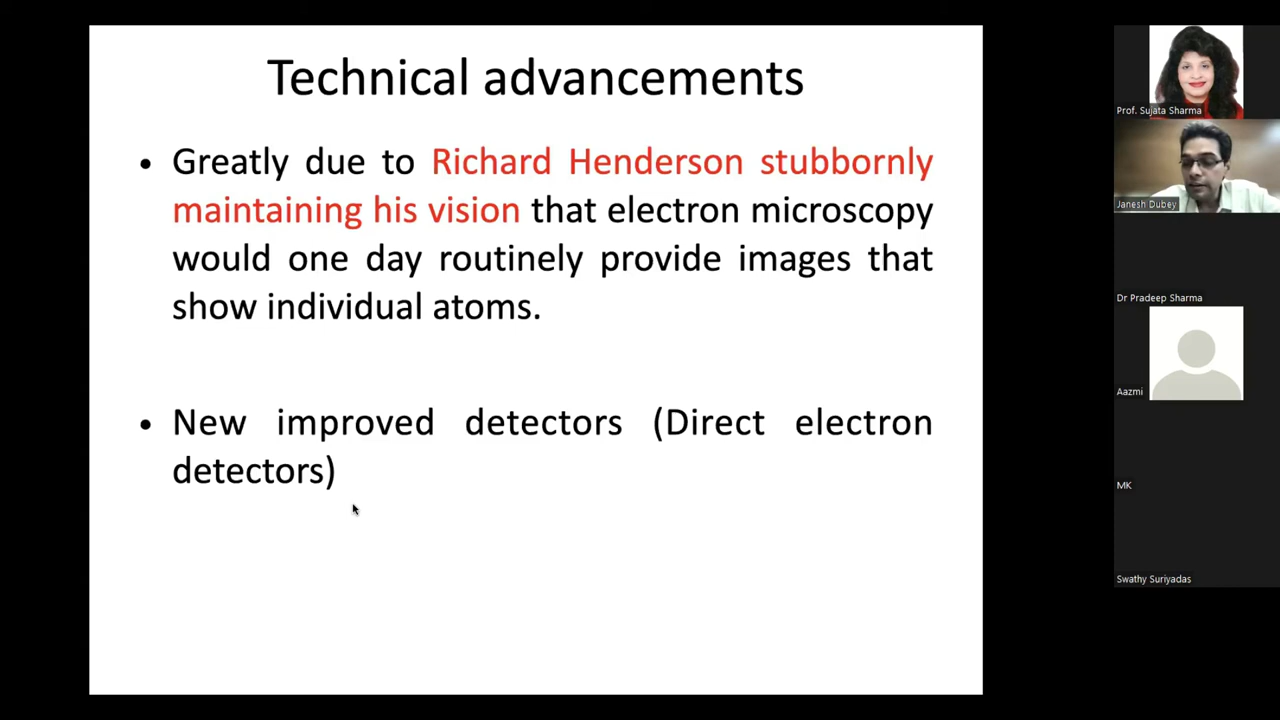 Technical advancements
• Greatly due to Richard Henderson stubbornly
maintaining his vision that electron microscopy
would one day routinely provide images that
show individual atoms.
• New improved detectors (Direct electron
detectors)
Prof. Sujata Sharma
Janesh Dubey
Dr Pradeep Sharma
Aazmi
MK
Swathy Suriyadas